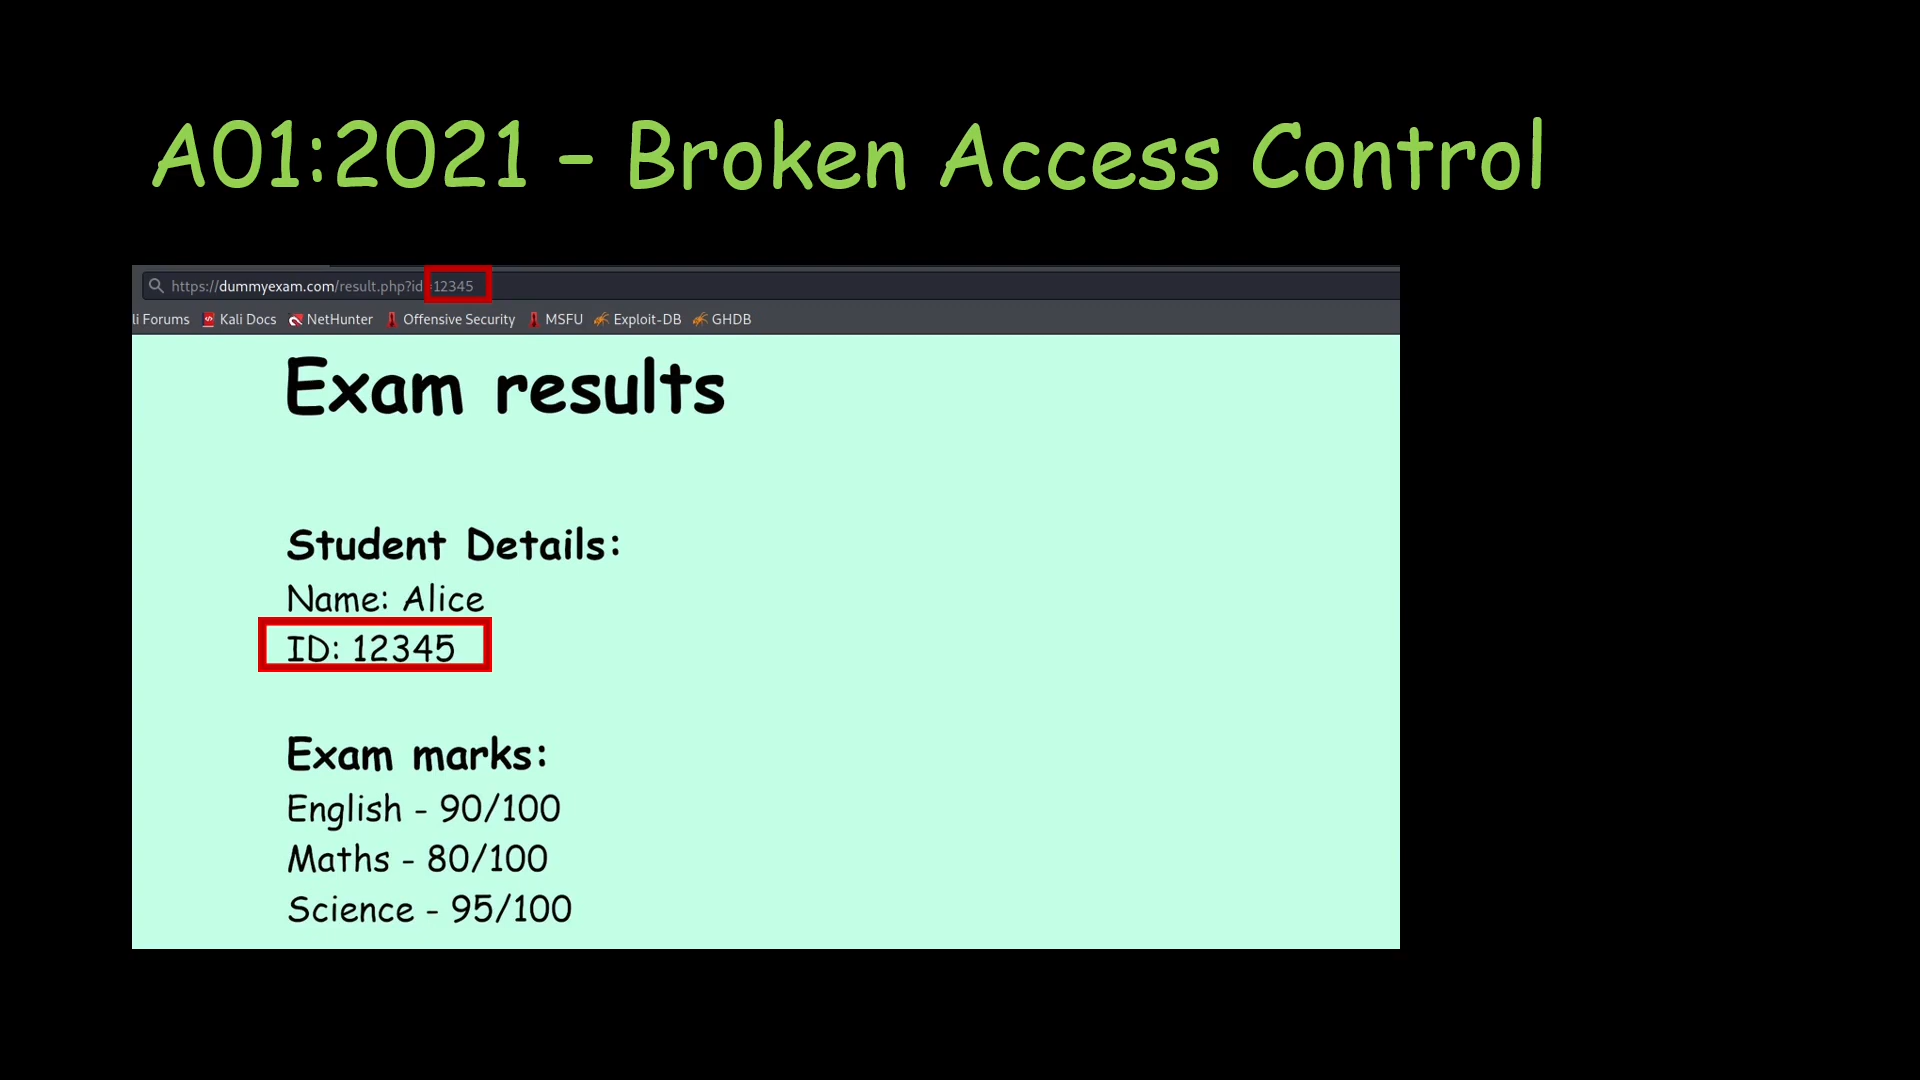 A01:2021 – Broken Access Control
https://dummyexam.com/result.php?id=12345
li Forums Kali Docs NetHunter Offensive Security MSFU Exploit-DB GHDB
Exam results
Student Details:
Name: Alice
ID: 12345
Exam marks:
English - 90/100
Maths - 80/100
Science - 95/100